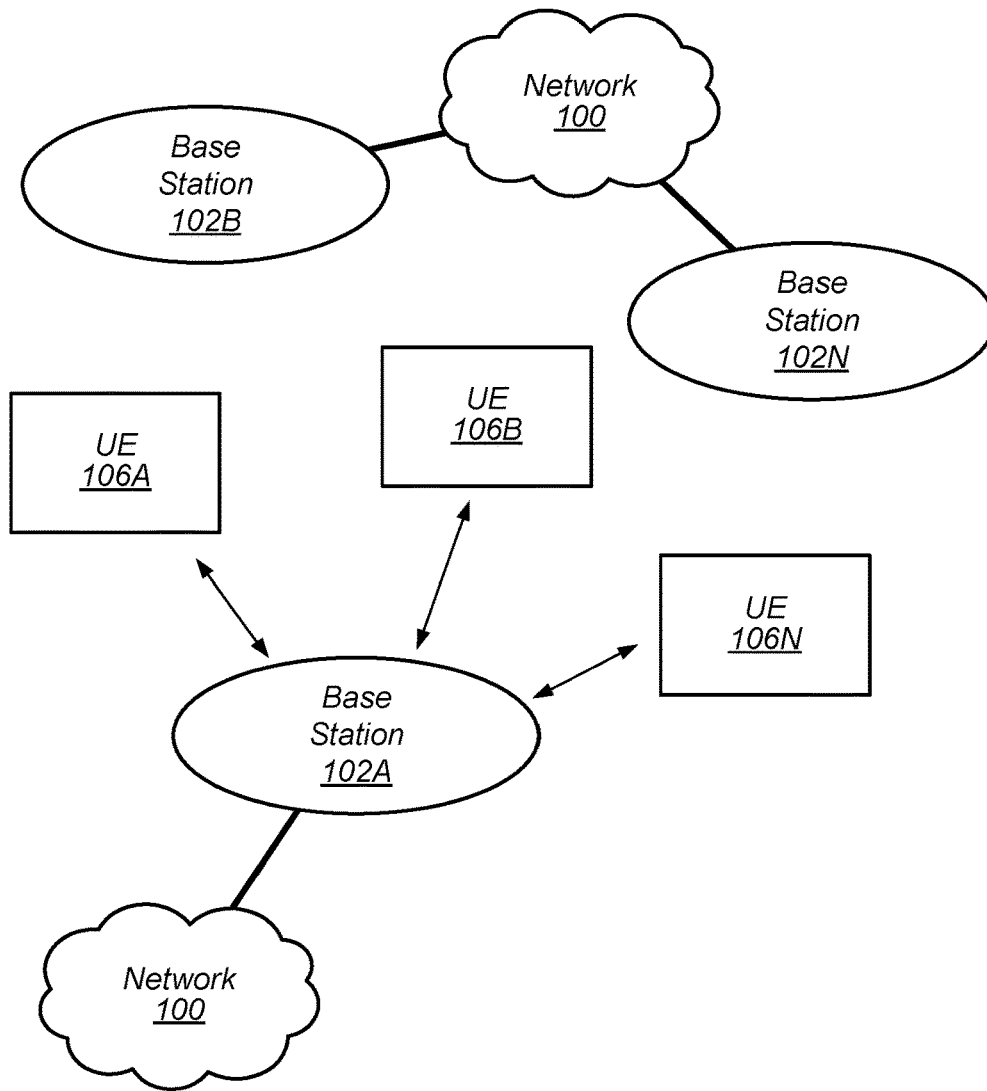 Network
100
Base
Station
102B
Base
Station
102N
UE
106B
UE
106A
UE
106N
Base
Station
102A
Network
100